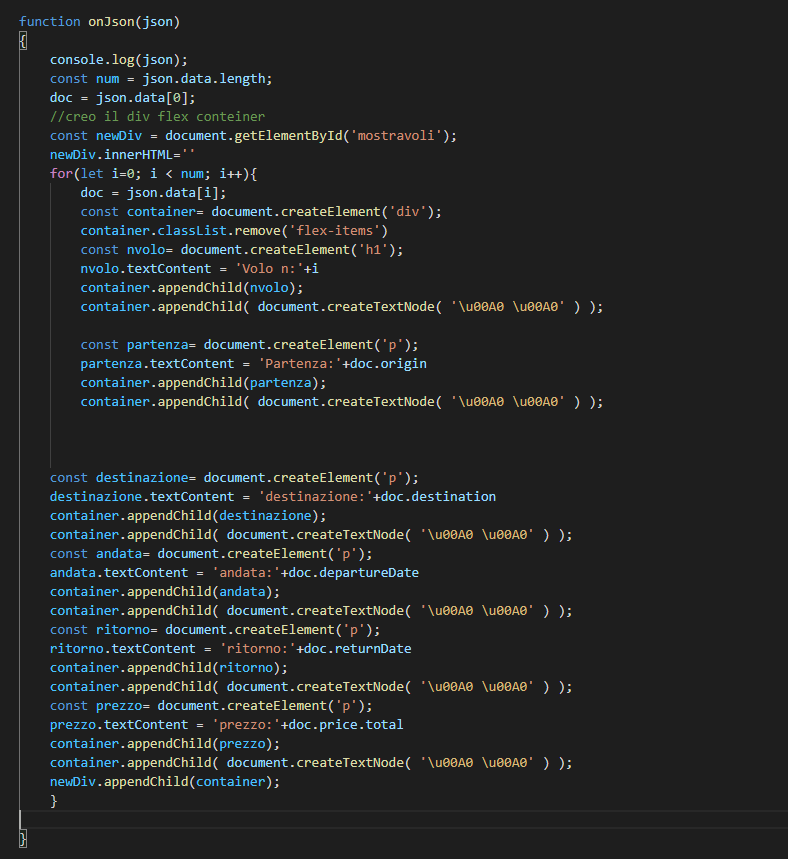 function onJson(json)
{
    console.log(json);
    const num = json.data.length;
    doc = json.data[0];
    //creo il div flex conteiner
    const newDiv = document.getElementById('mostravoli');
    newDiv.innerHTML=''
    for(let i=0; i < num; i++){
        doc = json.data[i];
        const container= document.createElement('div');
        container.classList.remove('flex-items')
        const nvolo= document.createElement('h1');
        nvolo.textContent = 'Volo n:'+i
        container.appendChild(nvolo);
        container.appendChild( document.createTextNode( '\u00A0 \u00A0' ) );

        const partenza= document.createElement('p');
        partenza.textContent = 'Partenza:'+doc.origin
        container.appendChild(partenza);
        container.appendChild( document.createTextNode( '\u00A0 \u00A0' ) );

    const destinazione= document.createElement('p');
    destinazione.textContent = 'destinazione:'+doc.destination
    container.appendChild(destinazione);
    container.appendChild( document.createTextNode( '\u00A0 \u00A0' ) );
    const andata= document.createElement('p');
    andata.textContent = 'andata:'+doc.departureDate
    container.appendChild(andata);
    container.appendChild( document.createTextNode( '\u00A0 \u00A0' ) );
    const ritorno= document.createElement('p');
    ritorno.textContent = 'ritorno:'+doc.returnDate
    container.appendChild(ritorno);
    container.appendChild( document.createTextNode( '\u00A0 \u00A0' ) );
    const prezzo= document.createElement('p');
    prezzo.textContent = 'prezzo:'+doc.price.total
    container.appendChild(prezzo);
    container.appendChild( document.createTextNode( '\u00A0 \u00A0' ) );
    newDiv.appendChild(container);
    }

}